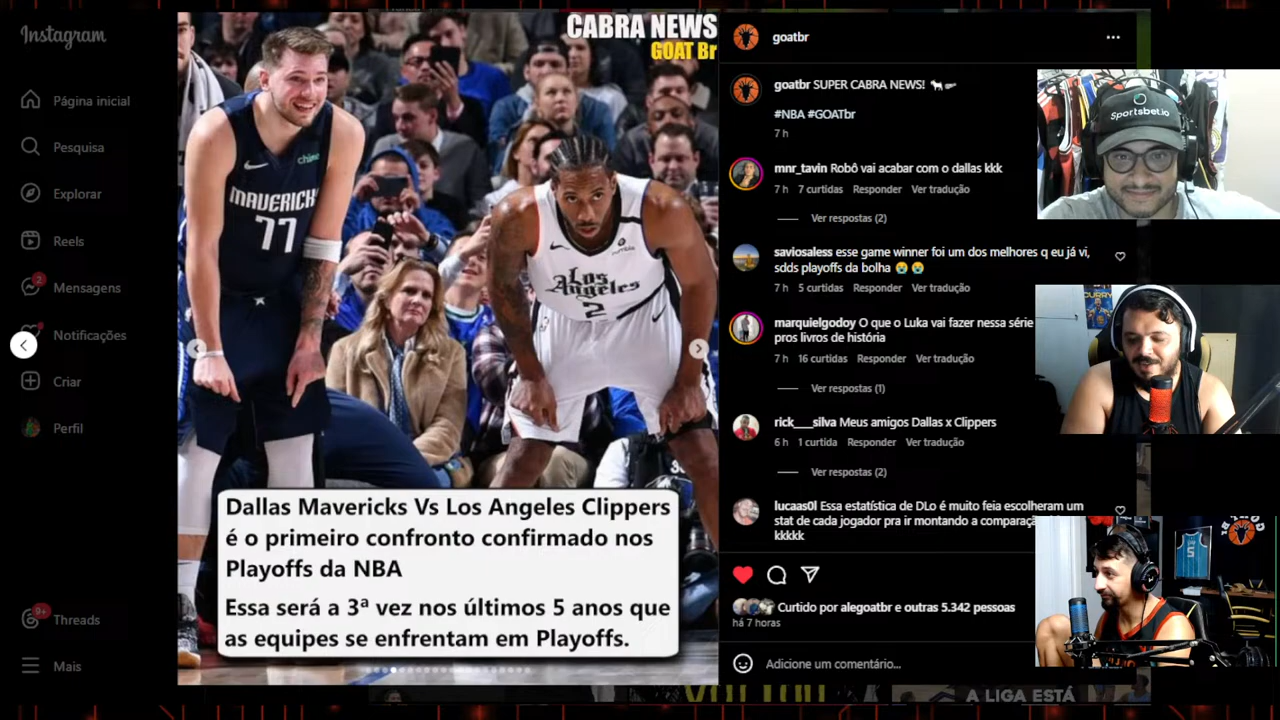 Instagram
Página inicial
Pesquisa
Explorar
Reels
2
Mensagens
Notificações
Criar
Perfil
9+
Threads
Mais
CABRA NEWS
GOAT Br
chime
MAVERICKS
77
Los Angeles
2
Dallas Mavericks Vs Los Angeles Clippers
é o primeiro confronto confirmado nos
Playoffs da NBA
Essa será a 3ª vez nos últimos 5 anos que
as equipes se enfrentam em Playoffs.
goatbr
goatbr SUPER CABRA NEWS! 🐐
#NBA #GOATbr
7 h
mnr_tavin Robô vai acabar com o dallas kkk
7 h 7 curtidas Responder Ver tradução
Ver respostas (2)
saviosaless esse game winner foi um dos melhores q eu já vi,
sdds playoffs da bolha 😭😭
7 h 5 curtidas Responder Ver tradução
marquielgodoy O que o Luka vai fazer nessa série
pros livros de história
7 h 16 curtidas Responder Ver tradução
Ver respostas (1)
rick____silva Meus amigos Dallas x Clippers
6 h 1 curtida Responder Ver tradução
Ver respostas (2)
lucaas0l Essa estatística de DLo é muito feia escolheram um
stat de cada jogador pra ir montando a comparação
kkkkk
Curtido por alegoatbr e outras 5.342 pessoas
há 7 horas
Adicione um comentário...
A LIGA ESTÁ
Sportsbet.io
CURRY
5